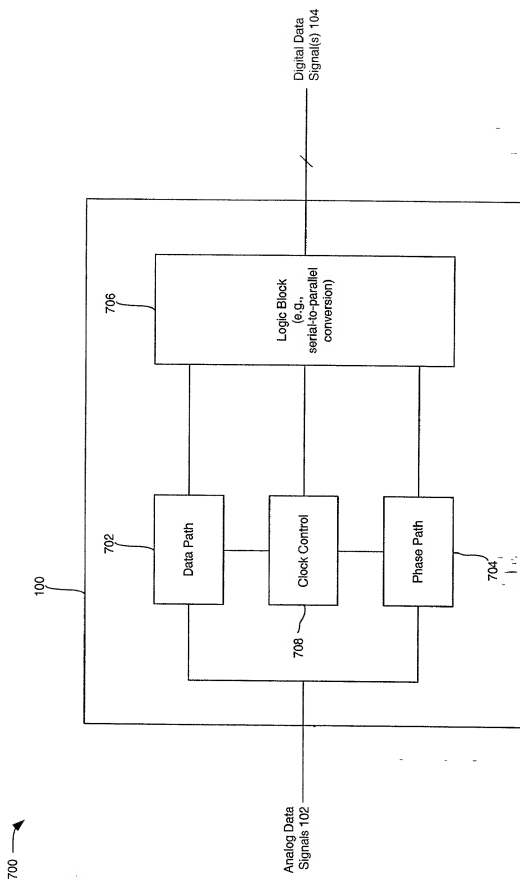 700
100
Analog Data
Signals 102
702
Data Path
Clock Control
708
Phase Path
704
706
Logic Block
(e.g.,
serial-to-parallel
conversion)
Digital Data
Signal(s) 104